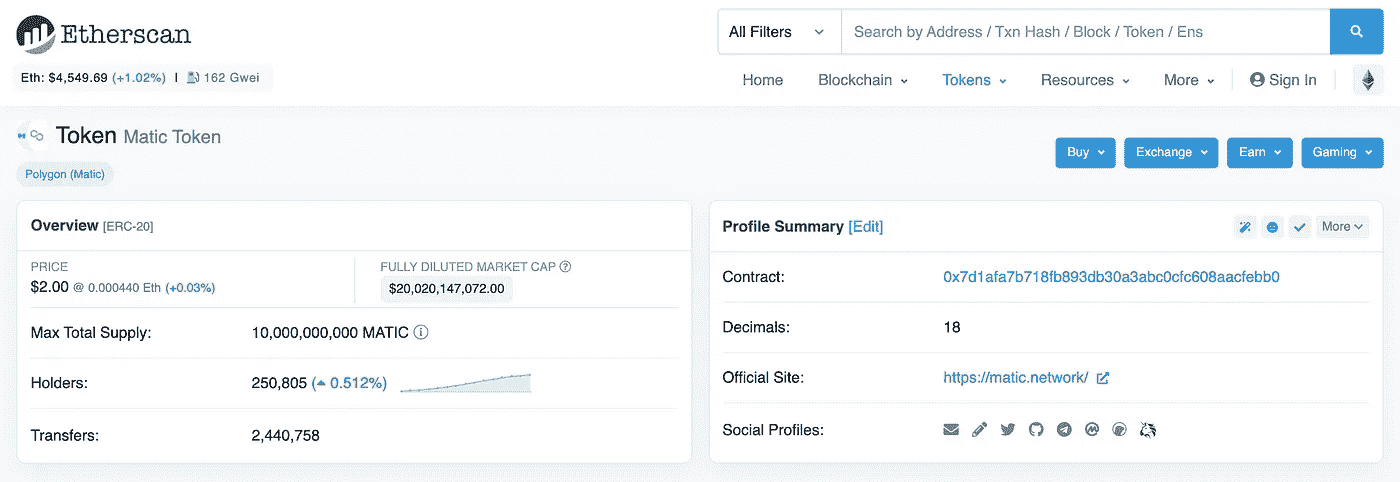 Etherscan
All Filters
Search by Address / Txn Hash / Block / Token / Ens
Eth: $4,549.69 (+1.02%) | 162 Gwei
Home Blockchain Tokens Resources More Sign In
Token Matic Token
Buy Exchange Earn Gaming
Polygon (Matic)
Overview [ERC-20]
PRICE
$2.00 @ 0.000440 Eth (+0.03%)
FULLY DILUTED MARKET CAP
$20,020,147,072.00
Max Total Supply: 10,000,000,000 MATIC
Holders: 250,805 (0.512%)
Transfers: 2,440,758
Profile Summary [Edit]
More
Contract: 0x7d1afa7b718fb893db30a3abc0cfc608aacfebb0
Decimals: 18
Official Site: https://matic.network/
Social Profiles: